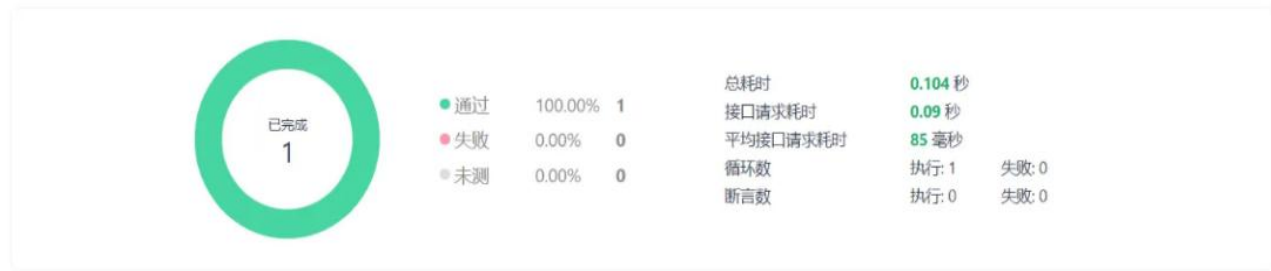 已完成
1
通过 100.00% 1
失败 0.00% 0
未测 0.00% 0
总耗时 0.104 秒
接口请求耗时 0.09 秒
平均接口请求耗时 85 毫秒
循环数 执行: 1 失败: 0
断言数 执行: 0 失败: 0